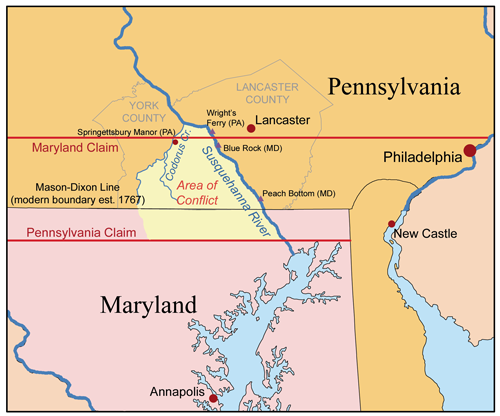 Pennsylvania
LANCASTER
COUNTY
YORK
COUNTY
Wright's
Ferry (PA)
Lancaster
Springettsbury Manor (PA)
Maryland Claim
Codorus Cr.
Blue Rock (MD)
Philadelphia
Susquehanna River
Area of
Conflict
Mason-Dixon Line
(modern boundary est. 1767)
Peach Bottom (MD)
Pennsylvania Claim
New Castle
Maryland
Annapolis